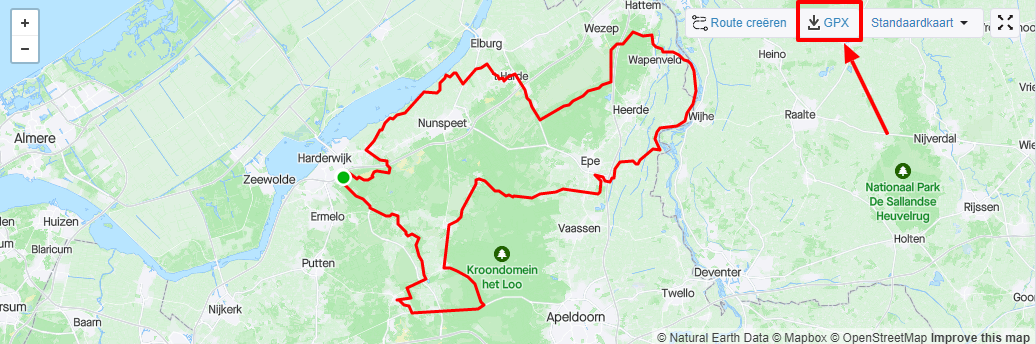 Hattem
Wezep
+
Route creëren
GPX
Standaardkaart
Elburg
−
Wapenveld
Heino
't Harde
Heerde
Wijhe
Raalte
Nunspeet
Almere
Nijverdal
Harderwijk
Epe
Zeewolde
Nationaal Park
De Sallandse
Heuvelrug
Rijssen
Ermelo
Huizen
Vaassen
Holten
Blaricum
Putten
Kroondomein
het Loo
Deventer
Twello
Nijkerk
Baarn
Apeldoorn
© Natural Earth Data © Mapbox © OpenStreetMap Improve this map